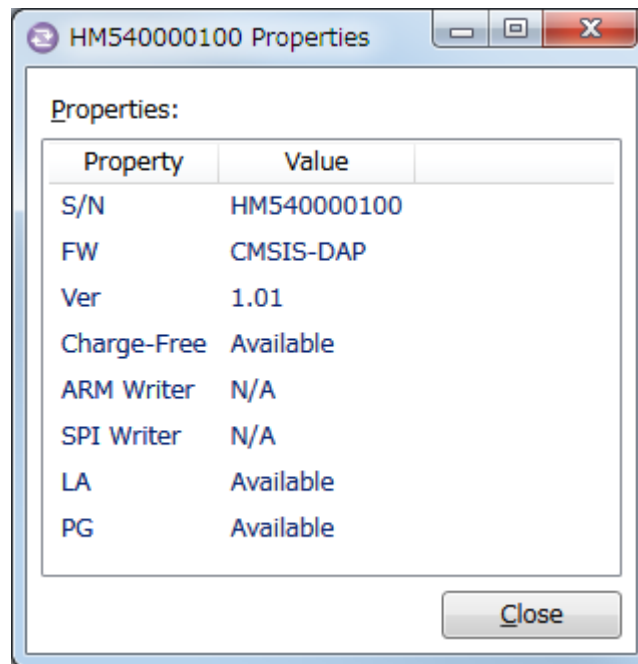 HM540000100 Properties
Properties:
Property Value
S/N HM540000100
FW CMSIS-DAP
Ver 1.01
Charge-Free Available
ARM Writer N/A
SPI Writer N/A
LA Available
PG Available
Close